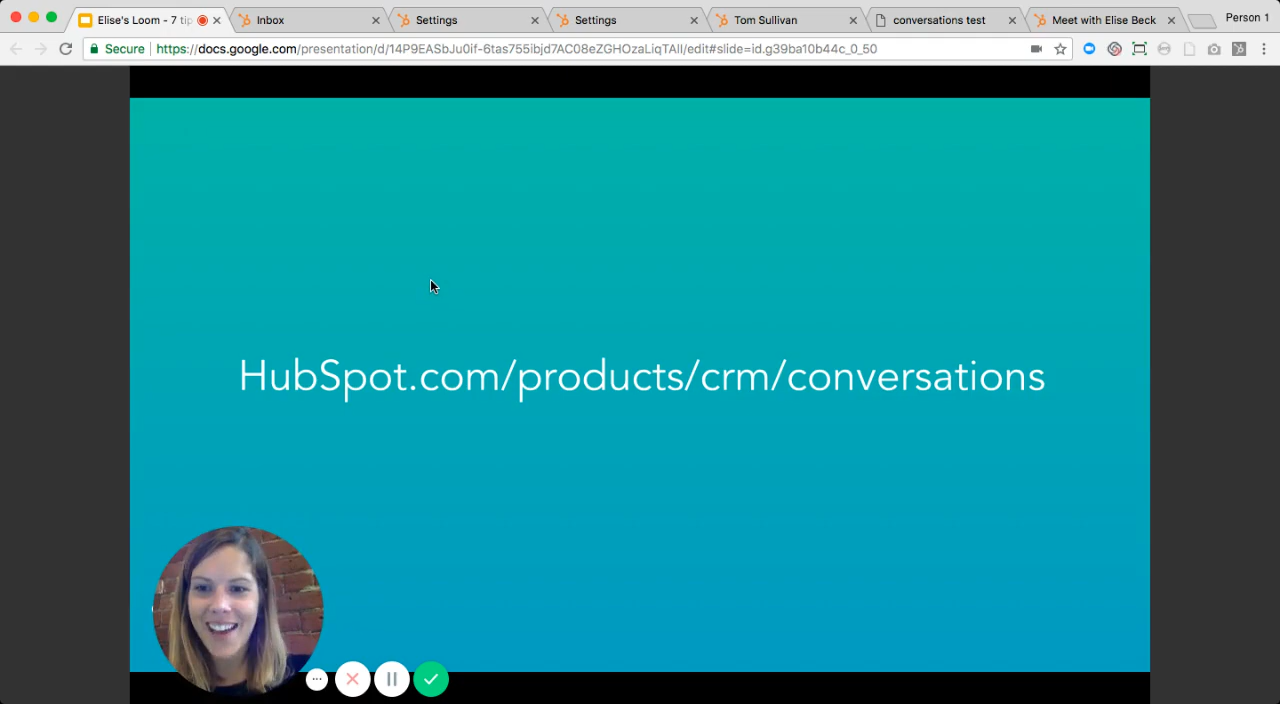 Elise's Loom - 7 tip
Inbox
Settings
Settings
Tom Sullivan
conversations test
Meet with Elise Beck
Person 1
Secure
https://docs.google.com/presentation/d/14P9EASbJu0if-6tas755ibjd7AC08eZGHOzaLiqTAlI/edit#slide=id.g39ba10b44c_0_50
HubSpot.com/products/crm/conversations